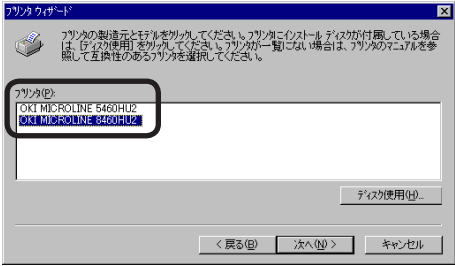 プリンタ ウィザード
プリンタの製造元とモデルをクリックしてください。プリンタにインストール ディスクが付属している場合
は、[ディスク使用] をクリックしてください。プリンタが一覧にない場合は、プリンタのマニュアルを参
照して互換性のあるプリンタを選択してください。
プリンタ(P):
OKI MICROLINE 5460HU2
OKI MICROLINE 8460HU2
ディスク使用(H)...
< 戻る(B)
次へ(N) >
キャンセル